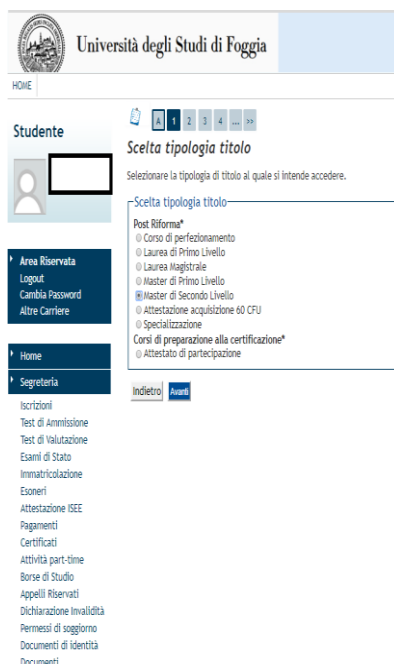 Università degli Studi di Foggia
HOME
Studente
Area Riservata
Logout
Cambia Password
Altre Carriere
Home
Segreteria
Iscrizioni
Test di Ammissione
Test di Valutazione
Esami di Stato
Immatricolazione
Esoneri
Attestazione ISEE
Pagamenti
Certificati
Attività part-time
Borse di Studio
Appelli Riservati
Dichiarazione Invalidità
Permessi di soggiorno
Documenti di identità
Documenti
A 1 2 3 4 ... >>
Scelta tipologia titolo
Selezionare la tipologia di titolo al quale si intende accedere.
Scelta tipologia titolo
Post Riforma*
Corso di perfezionamento
Laurea di Primo Livello
Laurea Magistrale
Master di Primo Livello
Master di Secondo Livello
Attestazione acquisizione 60 CFU
Specializzazione
Corsi di preparazione alla certificazione*
Attestato di partecipazione
Indietro Avanti